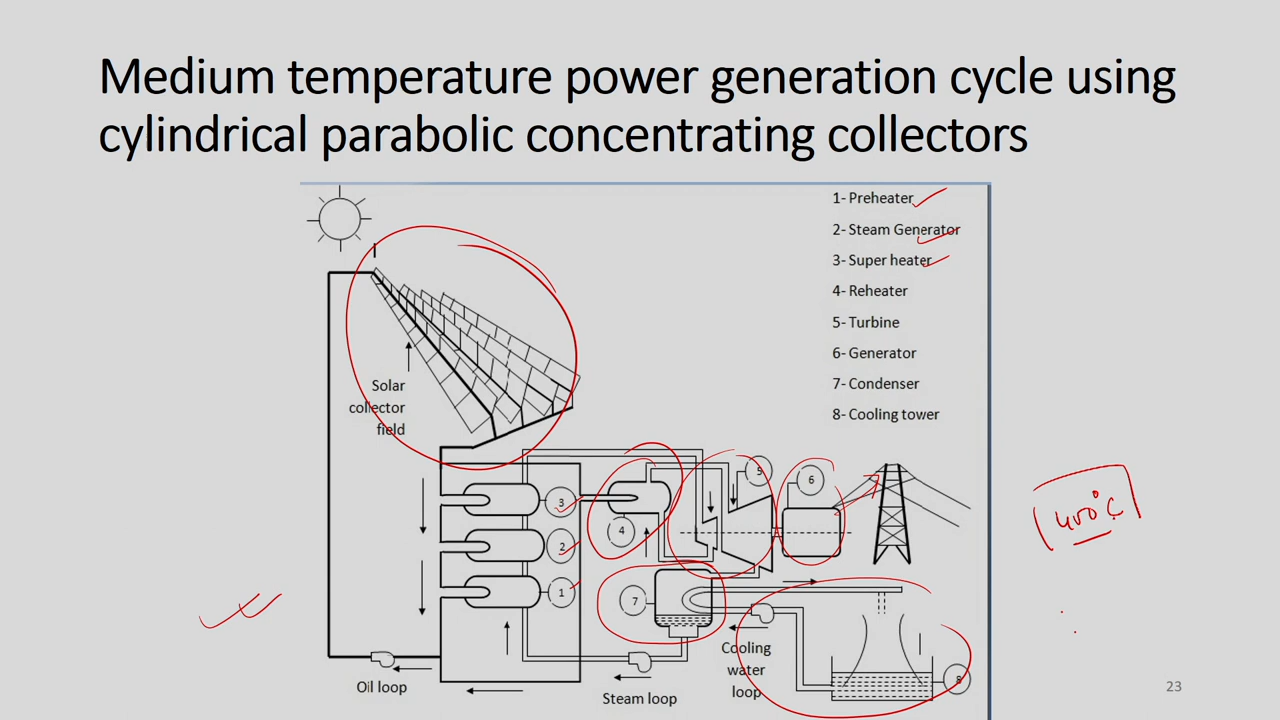 Medium temperature power generation cycle using
cylindrical parabolic concentrating collectors
1- Preheater
2- Steam Generator
3- Super heater
4- Reheater
5- Turbine
6- Generator
7- Condenser
8- Cooling tower
Solar
collector
field
3
2
1
4
5
6
7
8
400°C
Cooling
water
loop
Oil loop
Steam loop
23